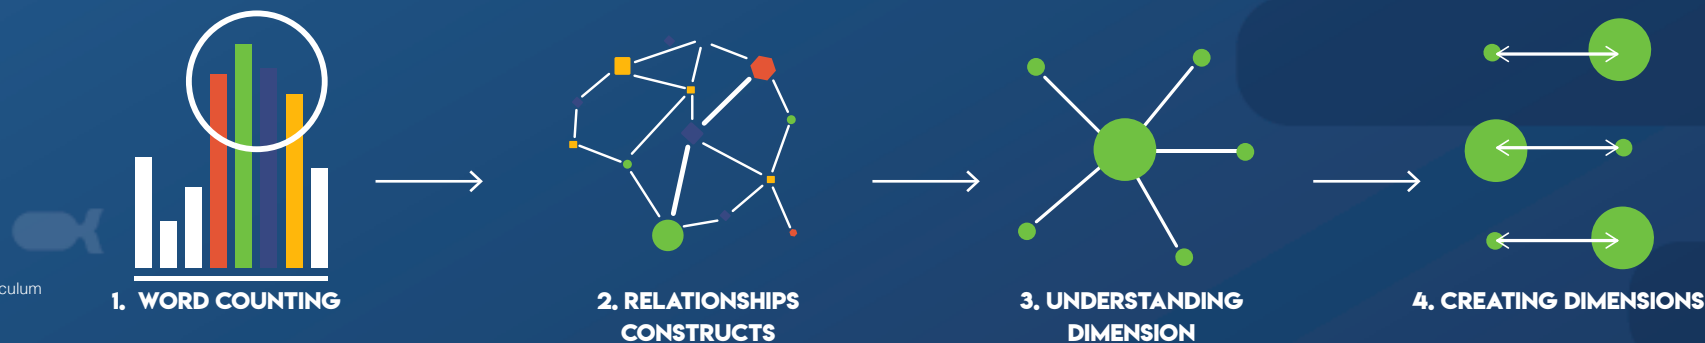 culum
1. WORD COUNTING
2. RELATIONSHIPS
CONSTRUCTS
3. UNDERSTANDING
DIMENSION
4. CREATING DIMENSIONS